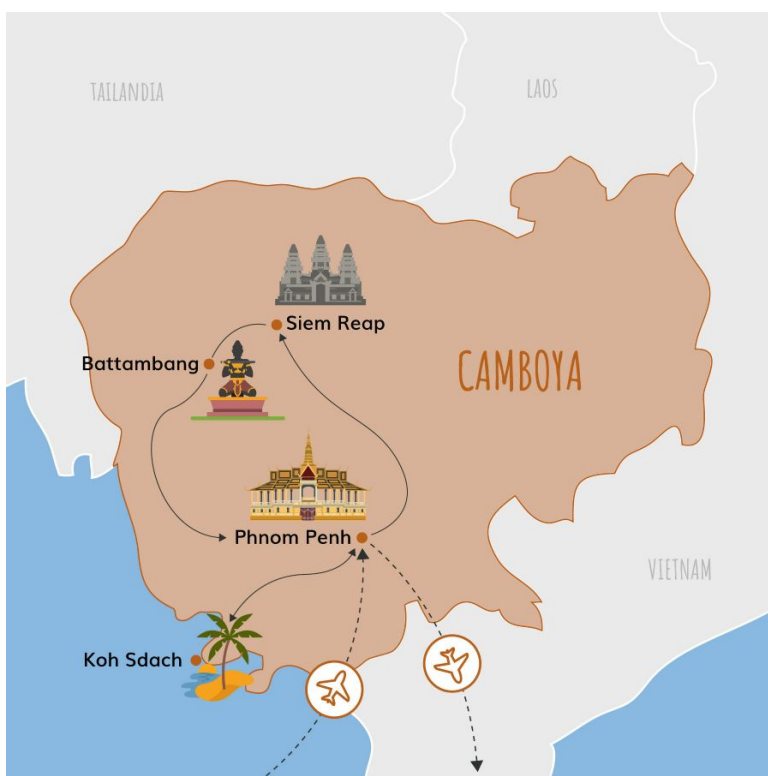 TAILANDIA
LAOS
Siem Reap
Battambang
CAMBOYA
Phnom Penh
VIETNAM
Koh Sdach